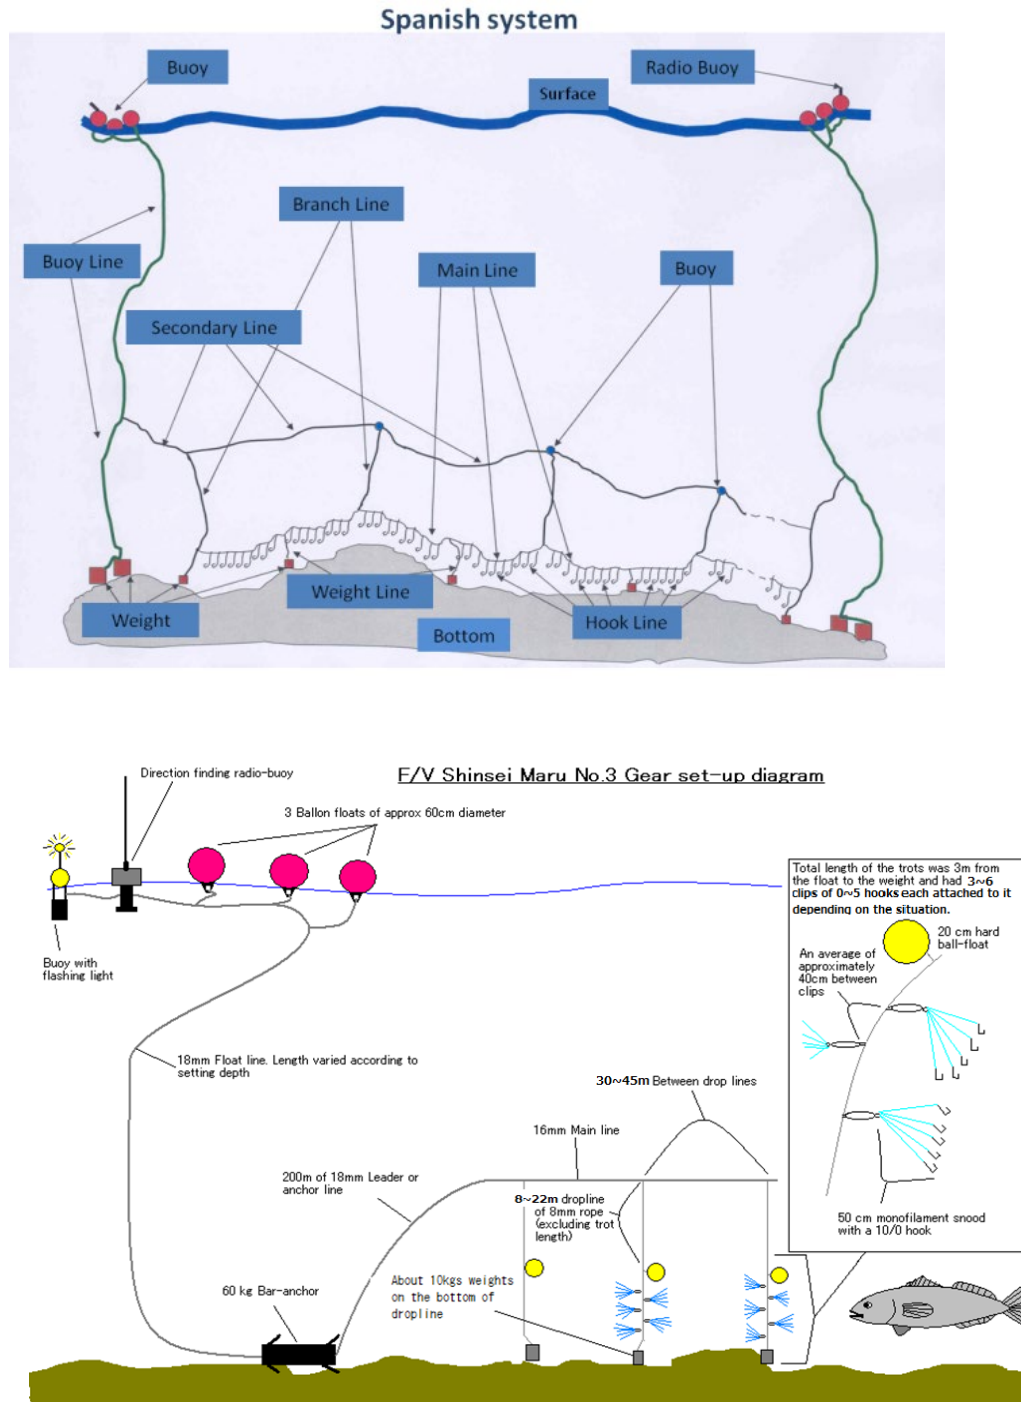 Spanish system
Buoy
Radio Buoy
Surface
Branch Line
Buoy Line
Main Line
Buoy
Secondary Line
Weight Line
Weight
Hook Line
Bottom
F/V Shinsei Maru No.3 Gear set-up diagram
Direction finding radio-buoy
3 Ballon floats of approx 60cm diameter
Buoy with
flashing light
Total length of the trots was 3m from
the float to the weight and had 3~6
clips of 0~5 hooks each attached to it
depending on the situation.
20 cm hard
ball-float
An average of
approximately
40cm between
clips
50 cm monofilament snood
with a 10/0 hook
18mm Float line. Length varied according to
setting depth
30~45m Between drop lines
16mm Main line
200m of 18mm Leader or
anchor line
8~22m dropline
of 8mm rope
(excluding trot
length)
60 kg Bar-anchor
About 10kgs weights
on the bottom of
dropline